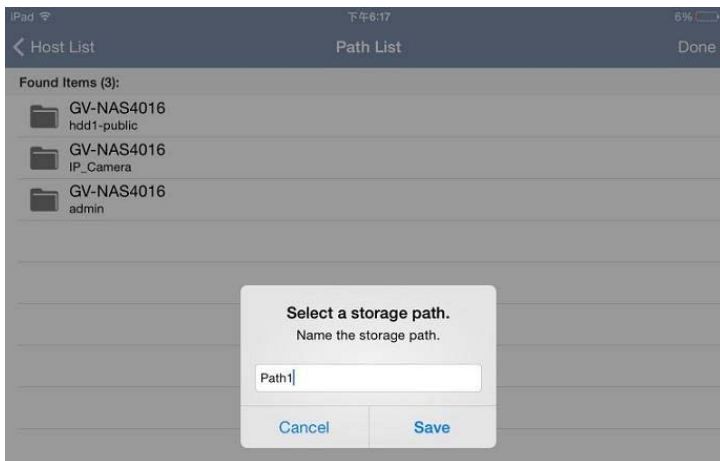 iPad 下午6:17 6%
Host List Path List Done
Found Items (3):
GV-NAS4016
hdd1-public
GV-NAS4016
IP_Camera
GV-NAS4016
admin
Select a storage path.
Name the storage path.
Path1
Cancel Save